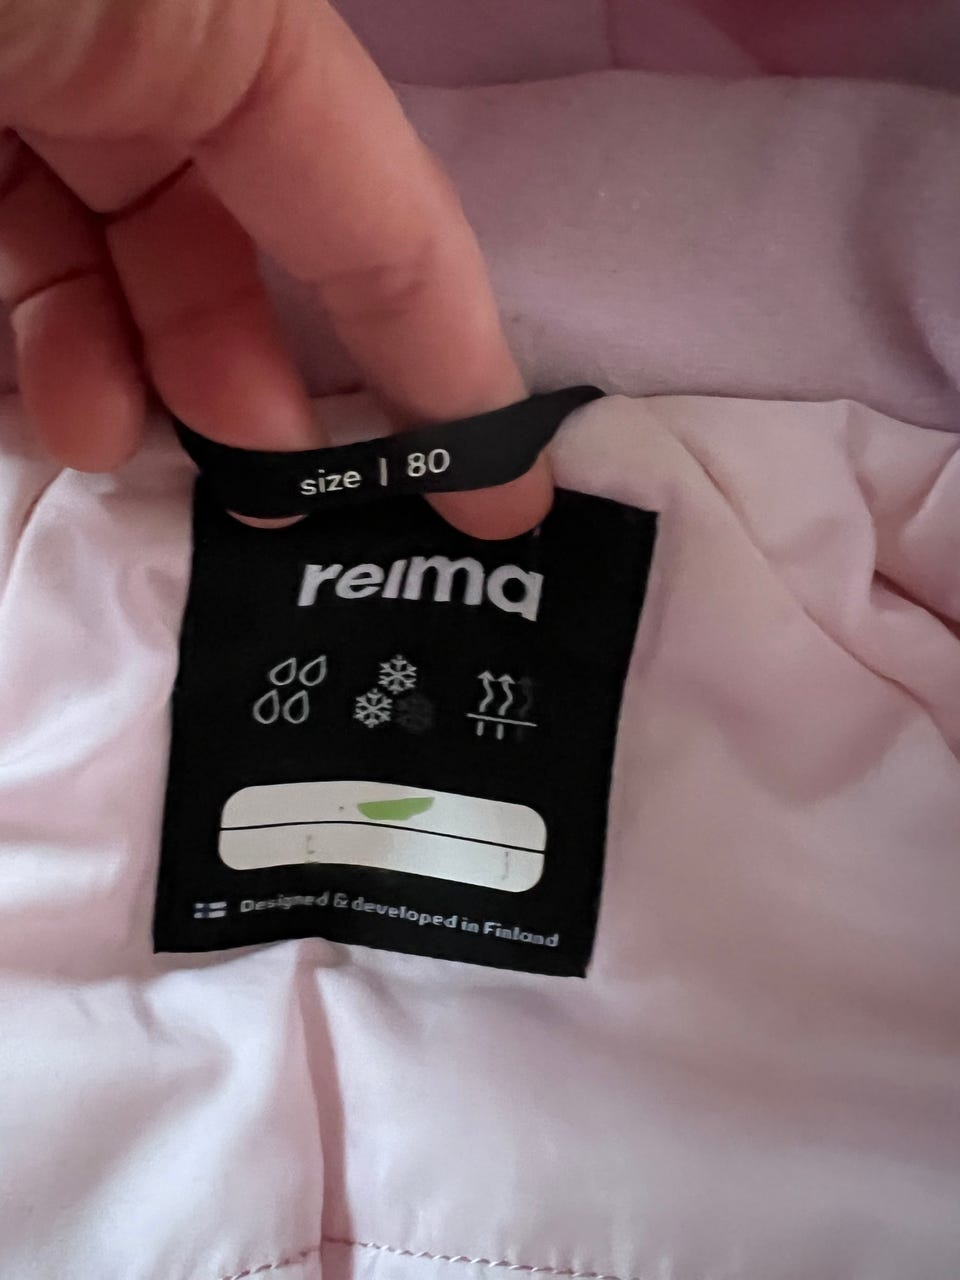 size | 80
reima
Designed & developed in Finland